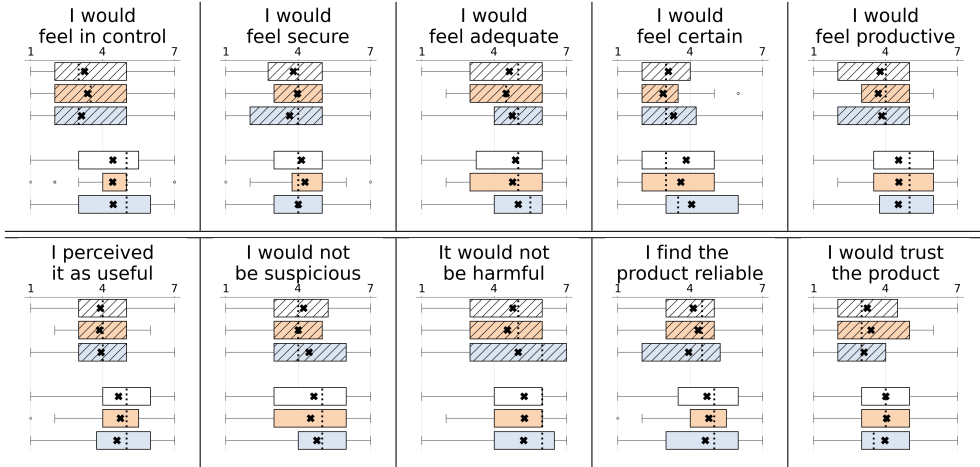 I would
feel in control
1 4 7
I would
feel secure
1 4 7
I would
feel adequate
1 4 7
I would
feel certain
1 4 7
I would
feel productive
1 4 7
I perceived
it as useful
1 4 7
I would not
be suspicious
1 4 7
It would not
be harmful
1 4 7
I find the
product reliable
1 4 7
I would trust
the product
1 4 7